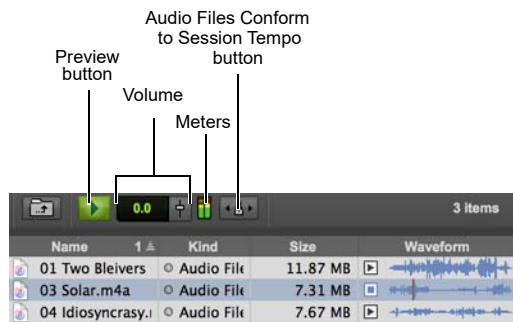 Audio Files Conform
to Session Tempo
button
Preview
button
Volume
Meters
0.0
3 items
Name 1 Kind Size Waveform
01 Two Bleivers Audio File 11.87 MB
03 Solar.m4a Audio File 7.31 MB
04 Idiosyncrasy.m Audio File 7.67 MB